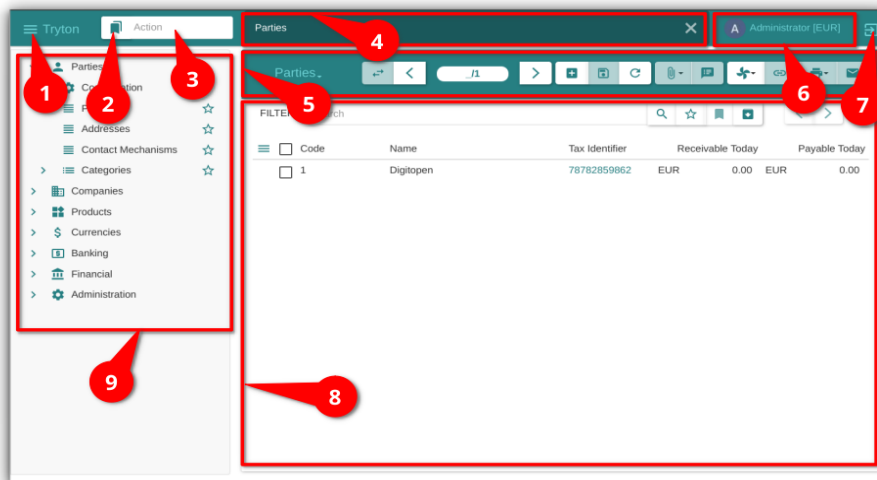 Tryton
Action
Parties
A Administrator [EUR]
4
3
1
2
Parties
5
_/1
6
7
Parties
Addresses
Contact Mechanisms
Categories
Companies
Products
Currencies
Banking
Financial
Administration
9
Code Name Tax Identifier Receivable Today Payable Today
1 Digitopen 78782859862 EUR 0.00 EUR 0.00
8